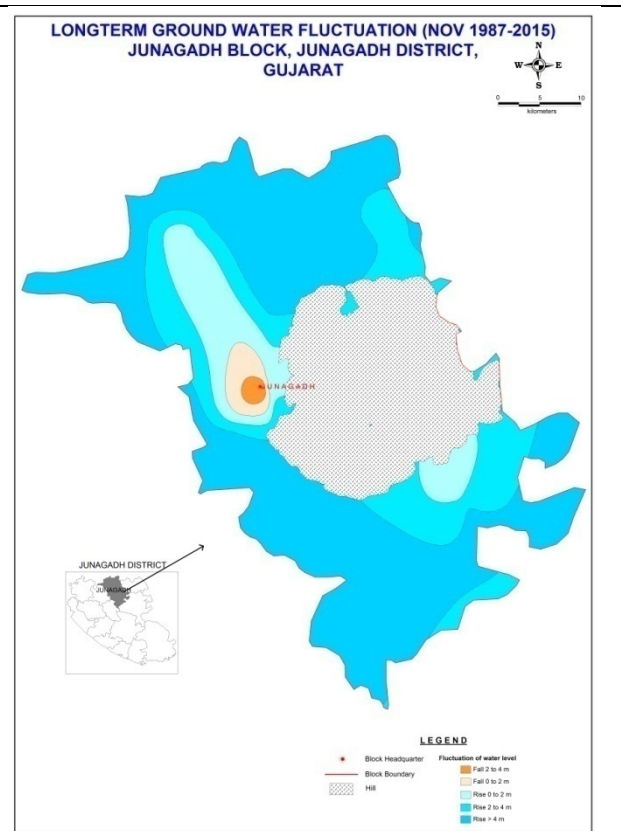 LONGTERM GROUND WATER FLUCTUATION (NOV 1987-2015)
JUNAGADH BLOCK, JUNAGADH DISTRICT,
GUJARAT
N
W E
S
0 5 10
kilometers
JUNAGADH
JUNAGADH DISTRICT
JUNAGADH
LEGEND
Block Headquarter
Block Boundary
Hill
Fluctuation of water level
Fall 2 to 4 m
Fall 0 to 2 m
Rise 0 to 2 m
Rise 2 to 4 m
Rise > 4 m